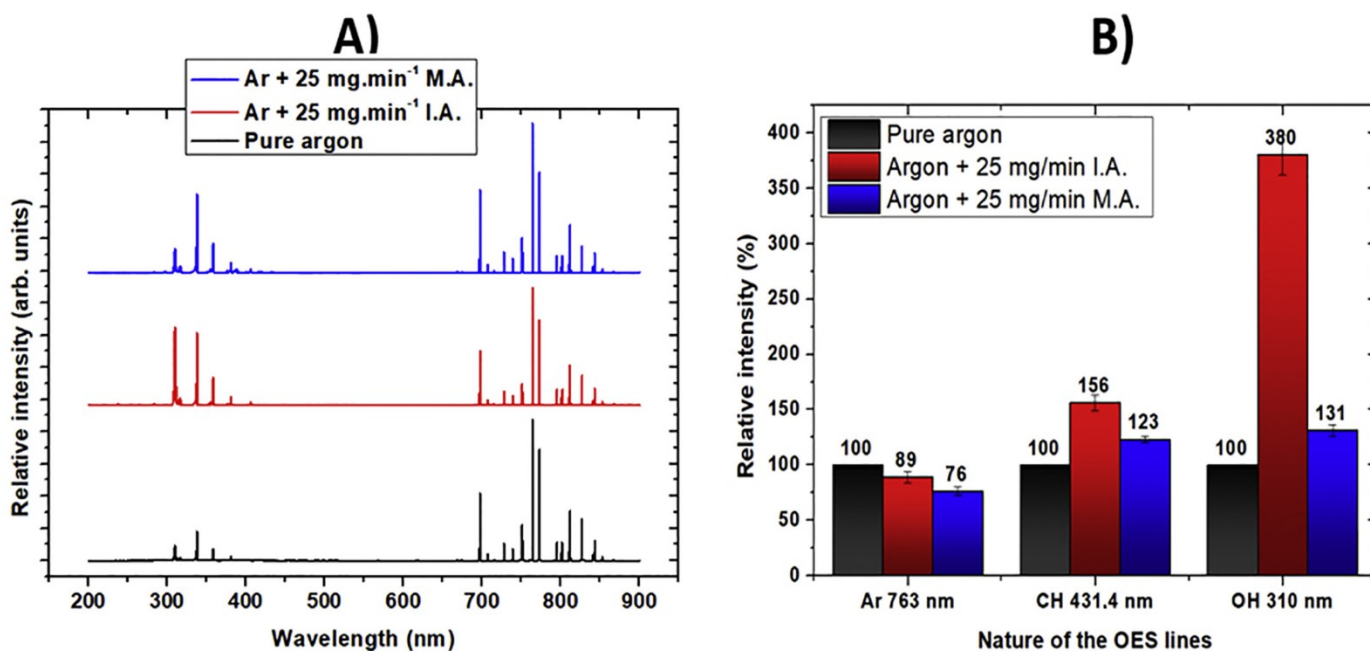 A)
Ar + 25 mg.min⁻¹ M.A.
Ar + 25 mg.min⁻¹ I.A.
Pure argon
Relative intensity (arb. units)
200 300 400 500 600 700 800 900
Wavelength (nm)
B)
Pure argon
Argon + 25 mg/min I.A.
Argon + 25 mg/min M.A.
Relative intensity (%)
400
350
300
250
200
150
100
50
0
100 89 76
100 156 123
100 380 131
Ar 763 nm CH 431.4 nm OH 310 nm
Nature of the OES lines